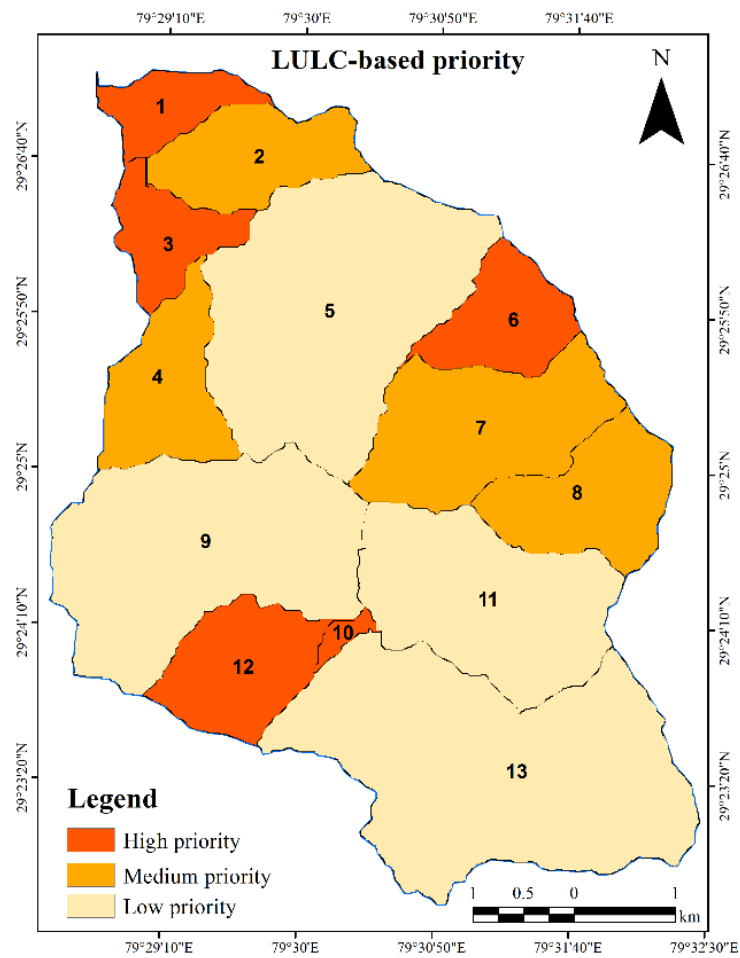 79°29'10"E 79°30'E 79°30'50"E 79°31'40"E
LULC-based priority
N
1
2
29°26'40"N
29°26'40"N
3
5
6
29°25'50"N
29°25'50"N
4
7
29°25'N
29°25'N
8
9
11
29°24'10"N
10
29°24'10"N
12
13
29°23'20"N
29°23'20"N
Legend
High priority
Medium priority
Low priority
1 0.5 0 1
km
79°29'10"E 79°30'E 79°30'50"E 79°31'40"E 79°32'30"E